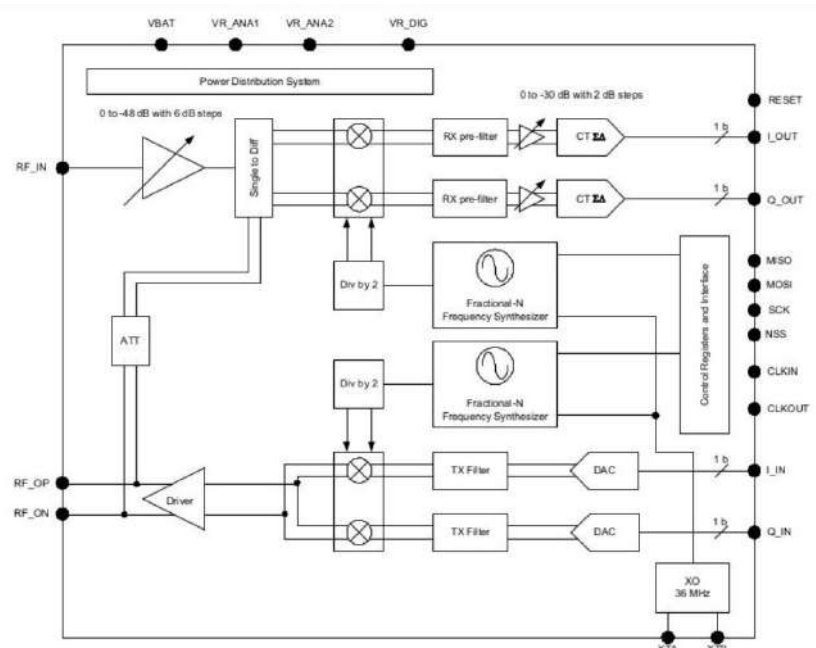 VBAT
VR_ANA1
VR_ANA2
VR_DIG
Power Distribution System
RESET
0 to -48 dB with 6 dB steps
0 to -30 dB with 2 dB steps
RF_IN
Single to Diff
RX pre-filter
CT ΣΔ
1 b
I_OUT
RX pre-filter
CT ΣΔ
1 b
Q_OUT
MISO
MOSI
SCK
NSS
CLKIN
CLKOUT
Control Registers and Interface
Div by 2
Fractional-N
Frequency Synthesizer
ATT
Div by 2
Fractional-N
Frequency Synthesizer
RF_OP
RF_ON
Driver
TX Filter
DAC
1 b
I_IN
TX Filter
DAC
1 b
Q_IN
XO
36 MHz